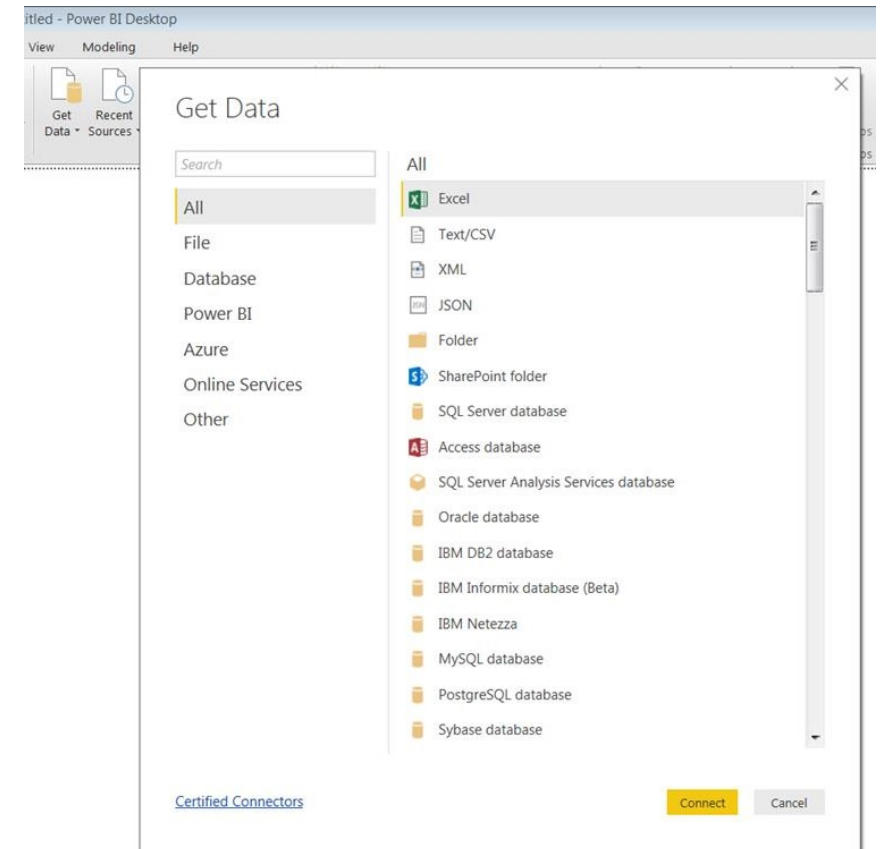 itled - Power BI Desktop
View Modeling Help
Get Data Recent Sources
Get Data
Search
All
File
Database
Power BI
Azure
Online Services
Other
All
Excel
Text/CSV
XML
JSON
Folder
SharePoint folder
SQL Server database
Access database
SQL Server Analysis Services database
Oracle database
IBM DB2 database
IBM Informix database (Beta)
IBM Netezza
MySQL database
PostgreSQL database
Sybase database
Certified Connectors
Connect Cancel